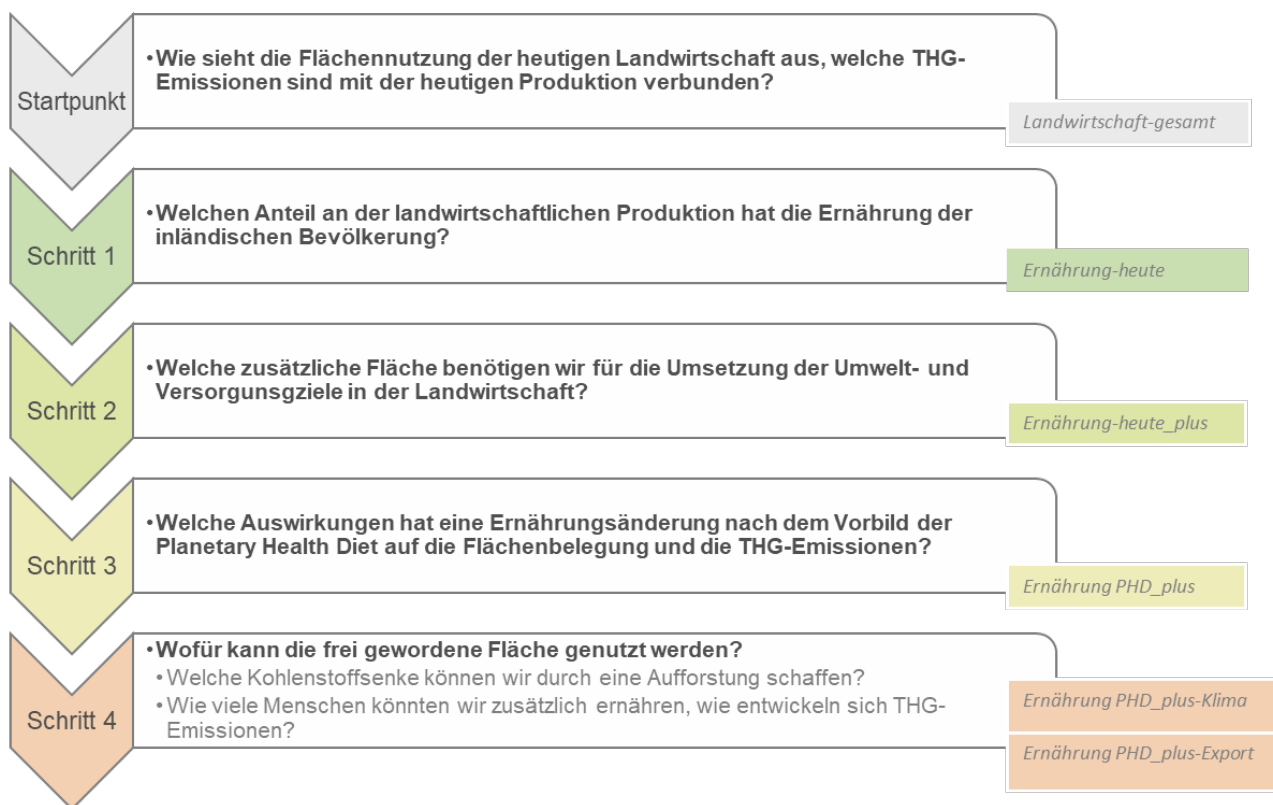 Startpunkt
•Wie sieht die Flächennutzung der heutigen Landwirtschaft aus, welche THG-
Emissionen sind mit der heutigen Produktion verbunden?
Landwirtschaft-gesamt
Schritt 1
•Welchen Anteil an der landwirtschaftlichen Produktion hat die Ernährung der
inländischen Bevölkerung?
Ernährung-heute
Schritt 2
•Welche zusätzliche Fläche benötigen wir für die Umsetzung der Umwelt- und
Versorgunsgziele in der Landwirtschaft?
Ernährung-heute_plus
Schritt 3
•Welche Auswirkungen hat eine Ernährungsänderung nach dem Vorbild der
Planetary Health Diet auf die Flächenbelegung und die THG-Emissionen?
Ernährung PHD_plus
Schritt 4
•Wofür kann die frei gewordene Fläche genutzt werden?
•Welche Kohlenstoffsenke können wir durch eine Aufforstung schaffen?
•Wie viele Menschen könnten wir zusätzlich ernähren, wie entwickeln sich THG-
Emissionen?
Ernährung PHD_plus-Klima
Ernährung PHD_plus-Export